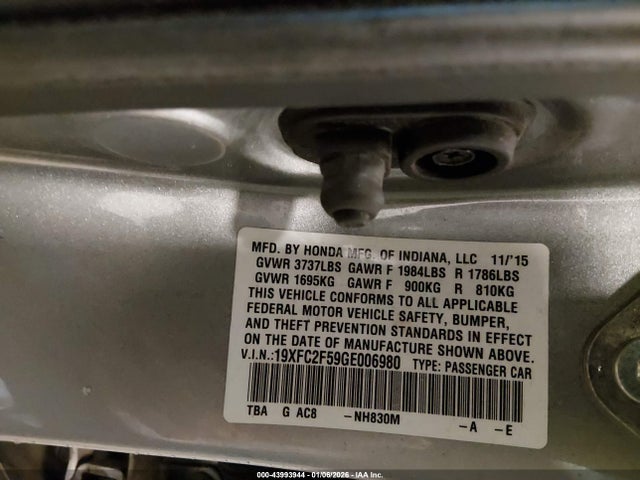 MFD. BY HONDA MFG. OF INDIANA, LLC 11/'15
GVWR 3737LBS GAWR F 1984LBS R 1786LBS
GVWR 1695KG GAWR F 900KG R 810KG
THIS VEHICLE CONFORMS TO ALL APPLICABLE
FEDERAL MOTOR VEHICLE SAFETY, BUMPER,
AND THEFT PREVENTION STANDARDS IN EFFECT
ON THE DATE OF MANUFACTURE SHOWN ABOVE.
V.I.N.:19XFC2F59GE006980 TYPE: PASSENGER CAR
TBA G AC8 -NH830M -A -E
000-43993944 - 01/06/2026 - IAA Inc.